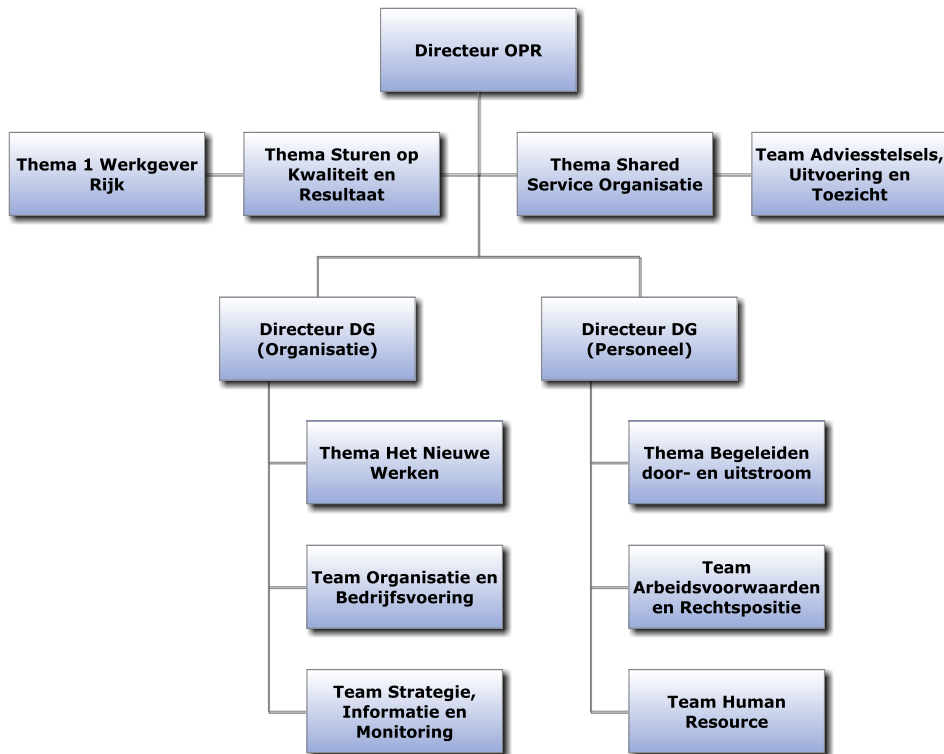 Directeur OPR
Thema 1 Werkgever
Rijk
Thema Sturen op
Kwaliteit en
Resultaat
Thema Shared
Service Organisatie
Team Adviesstelsels,
Uitvoering en
Toezicht
Directeur DG
(Organisatie)
Directeur DG
(Personeel)
Thema Het Nieuwe
Werken
Thema Begeleiden
door- en uitstroom
Team Organisatie en
Bedrijfsvoering
Team
Arbeidsvoorwaarden
en Rechtspositie
Team Strategie,
Informatie en
Monitoring
Team Human
Resource